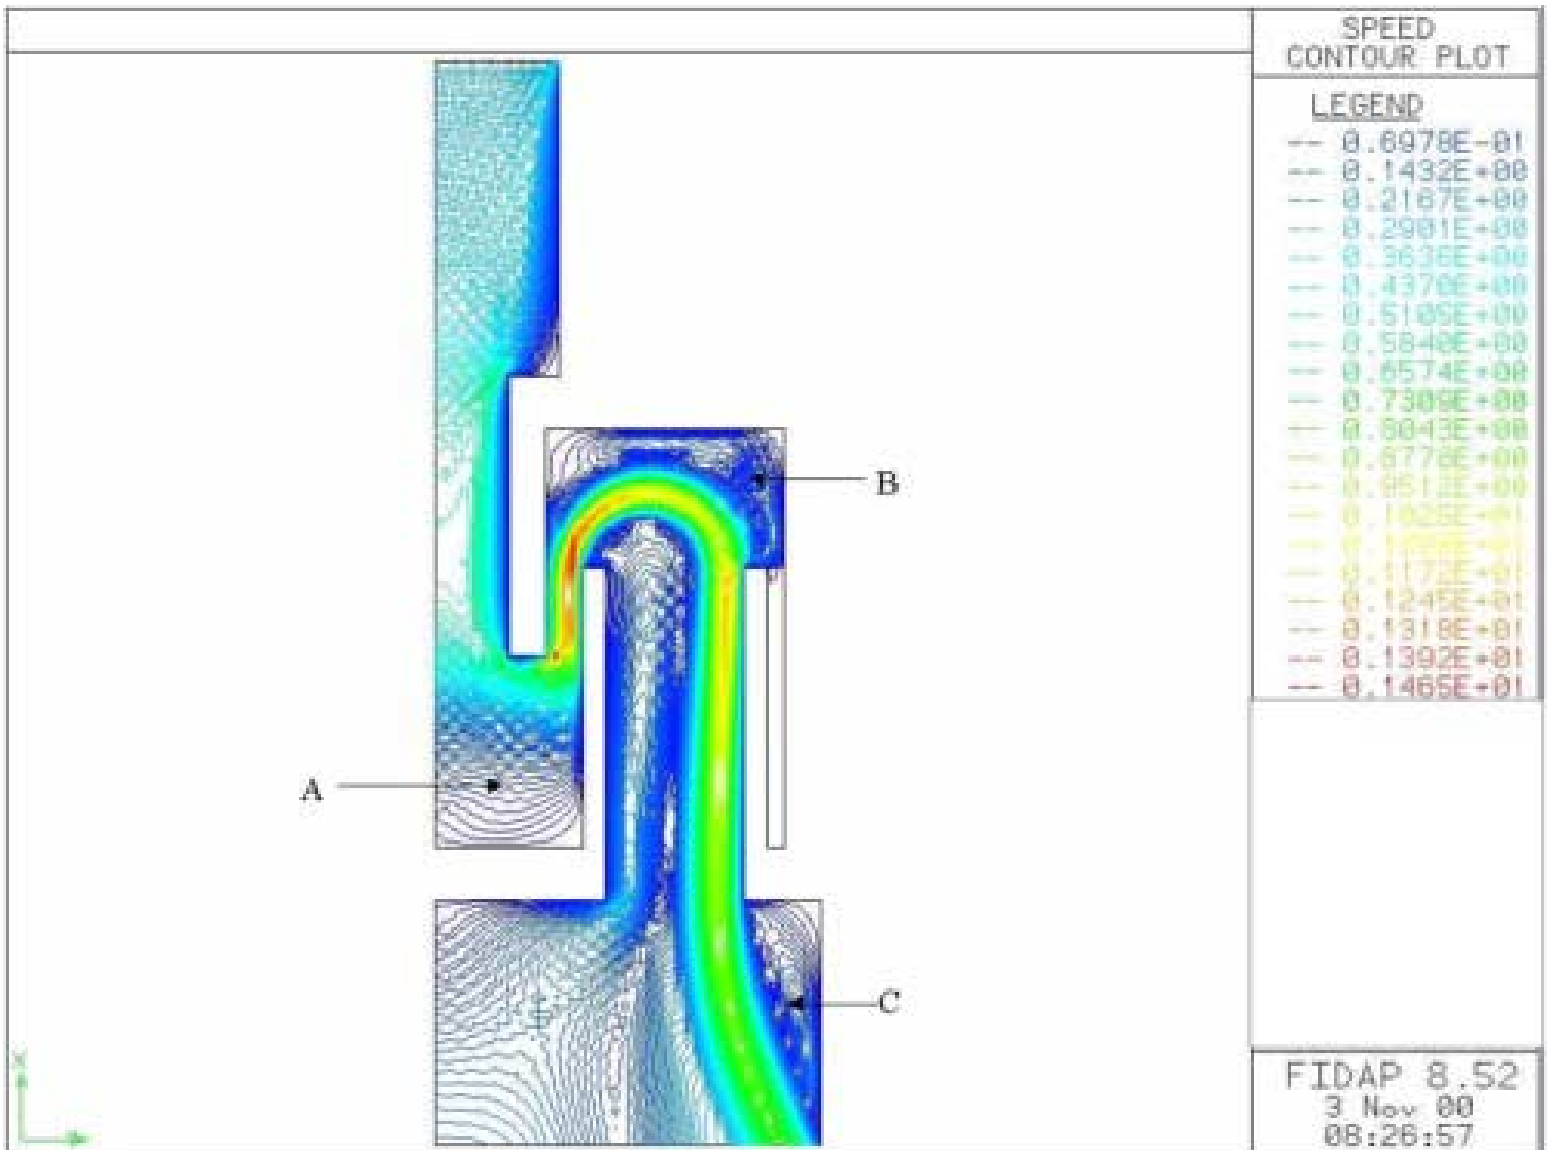 SPEED
CONTOUR PLOT
LEGEND
-- 0.6978E-01
-- 0.1432E+00
-- 0.2167E+00
-- 0.2901E+00
-- 0.3636E+00
-- 0.4370E+00
-- 0.5105E+00
-- 0.5840E+00
-- 0.6574E+00
-- 0.7309E+00
-- 0.8043E+00
-- 0.8778E+00
-- 0.9512E+00
-- 0.1025E+01
-- 0.1172E+01
-- 0.1245E+01
-- 0.1318E+01
-- 0.1392E+01
-- 0.1465E+01
B
A
C
X
FIDAP 8.52
3 Nov 00
08:26:57